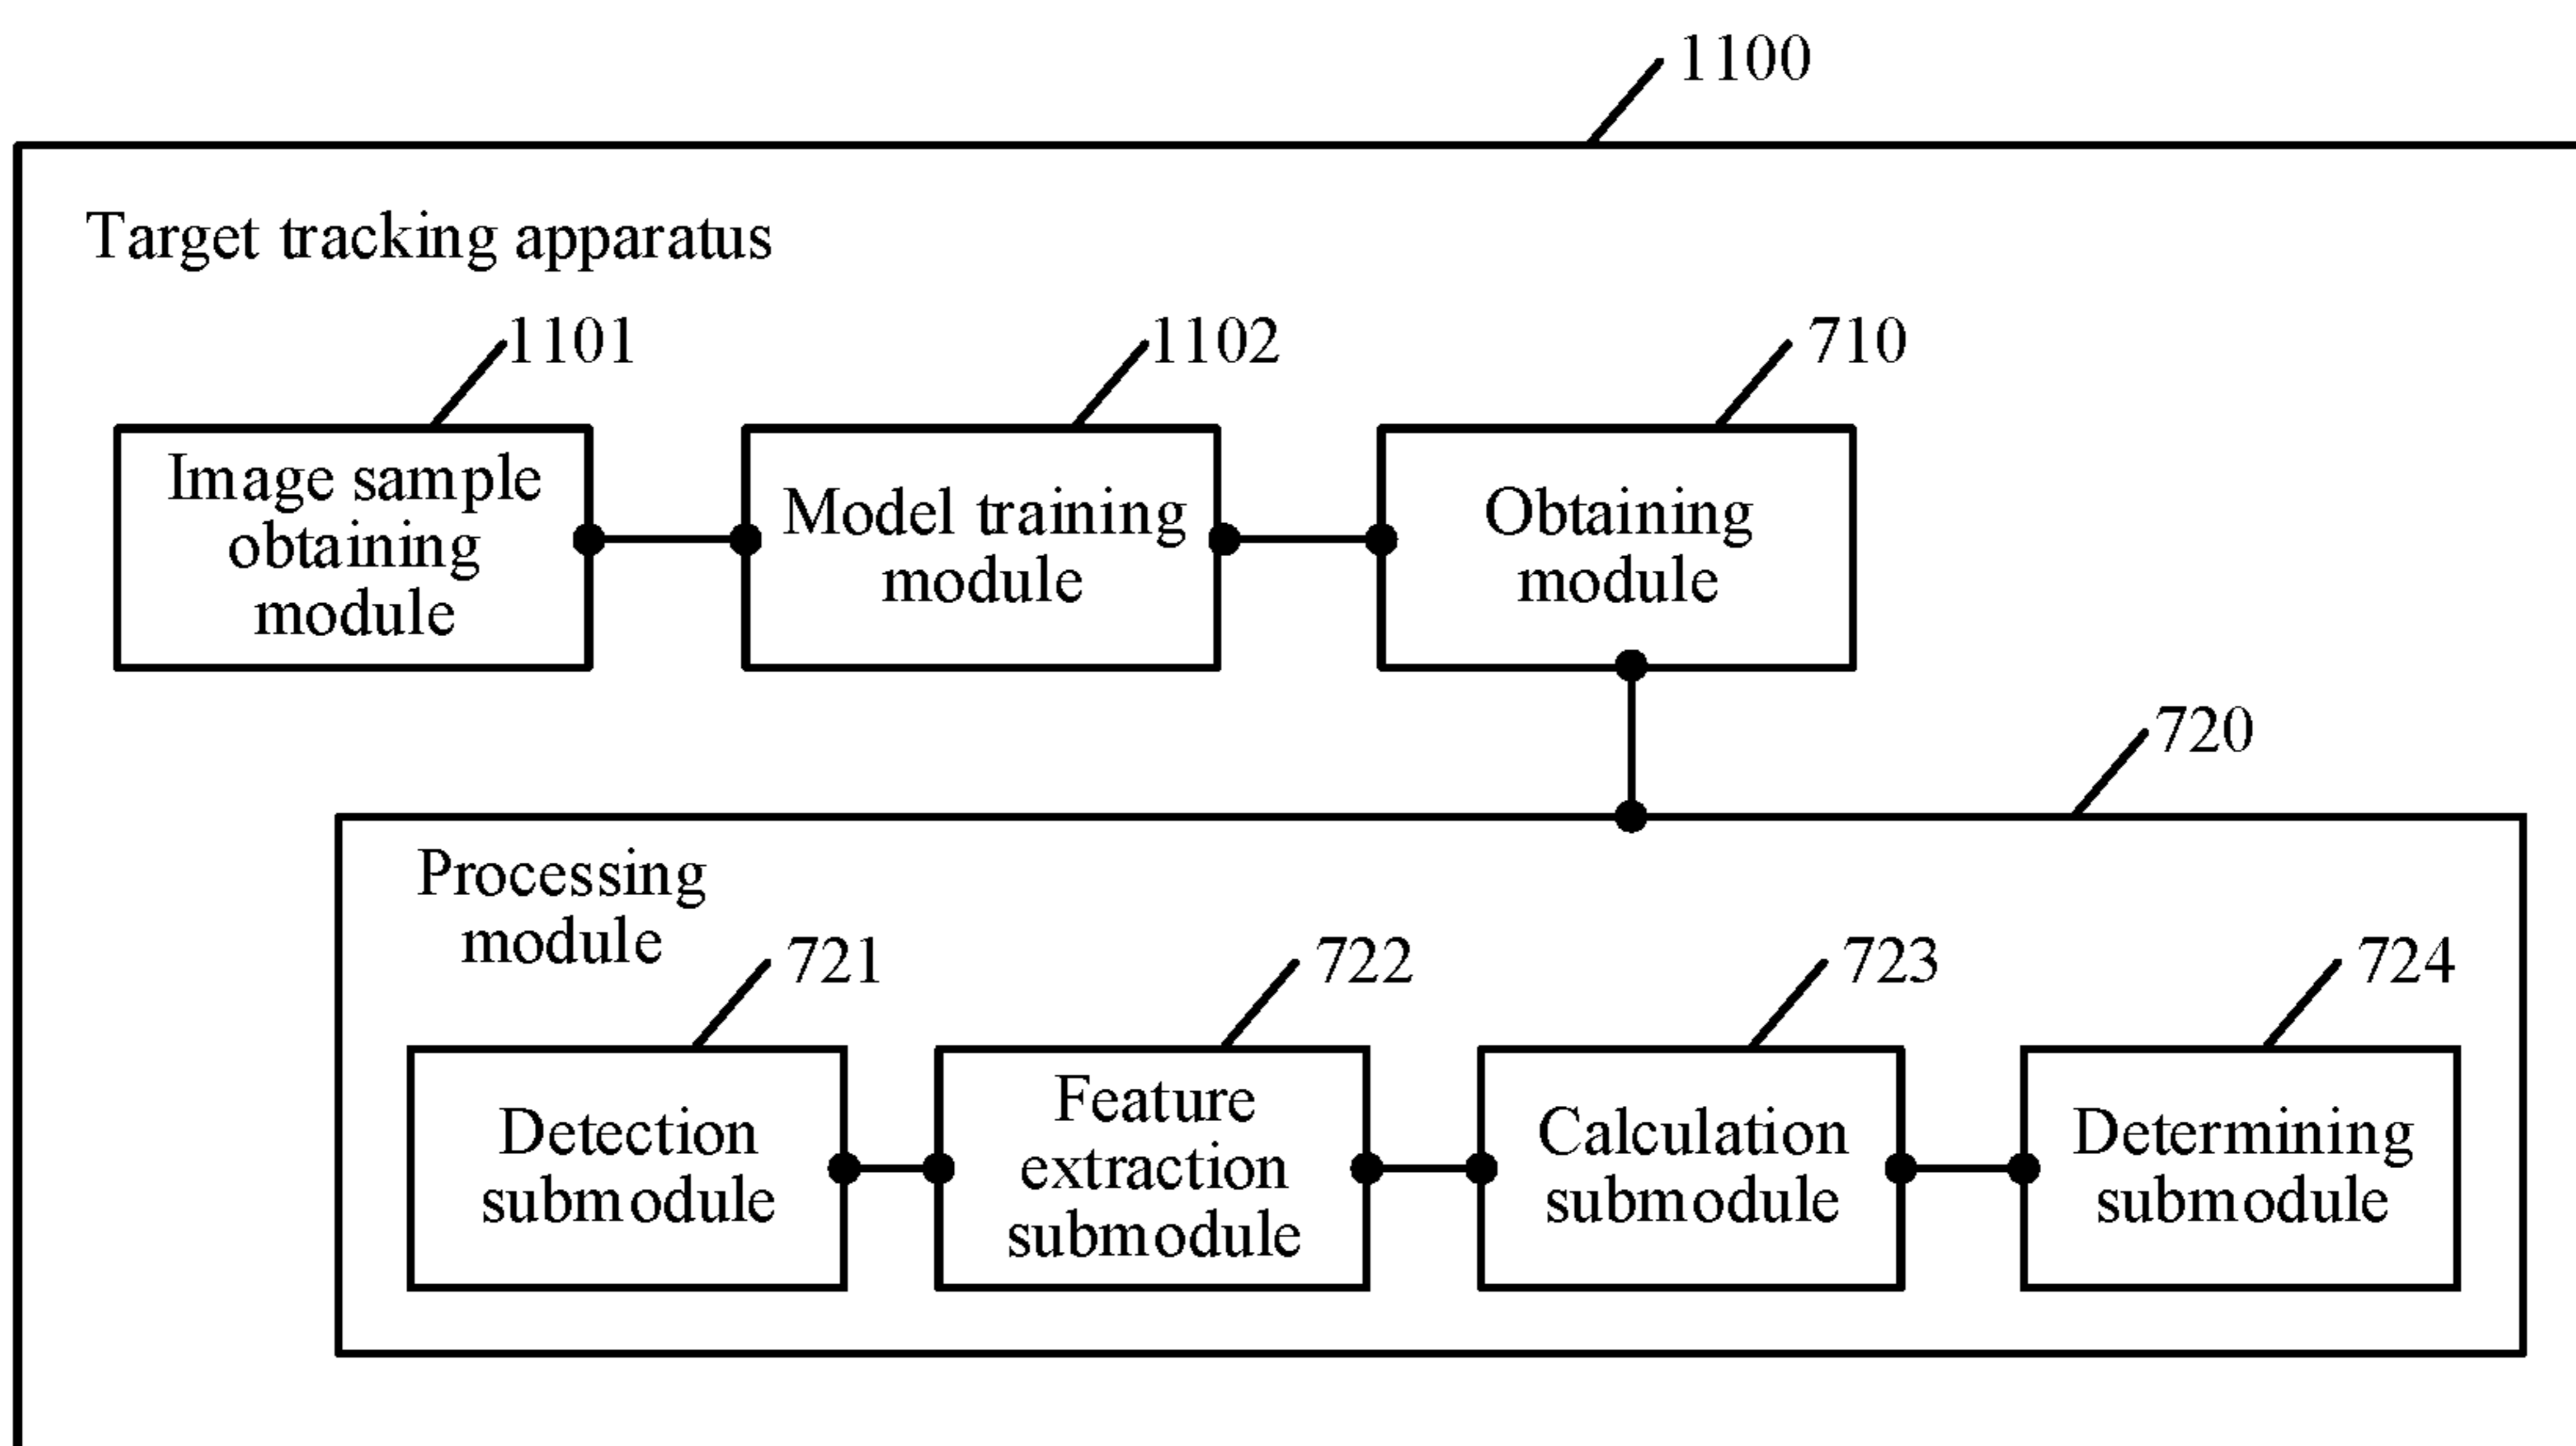 1100
Target tracking apparatus
1101
1102
710
Image sample
obtaining
module
Model training
module
Obtaining
module
720
Processing
module
721
722
723
724
Detection
submodule
Feature
extraction
submodule
Calculation
submodule
Determining
submodule